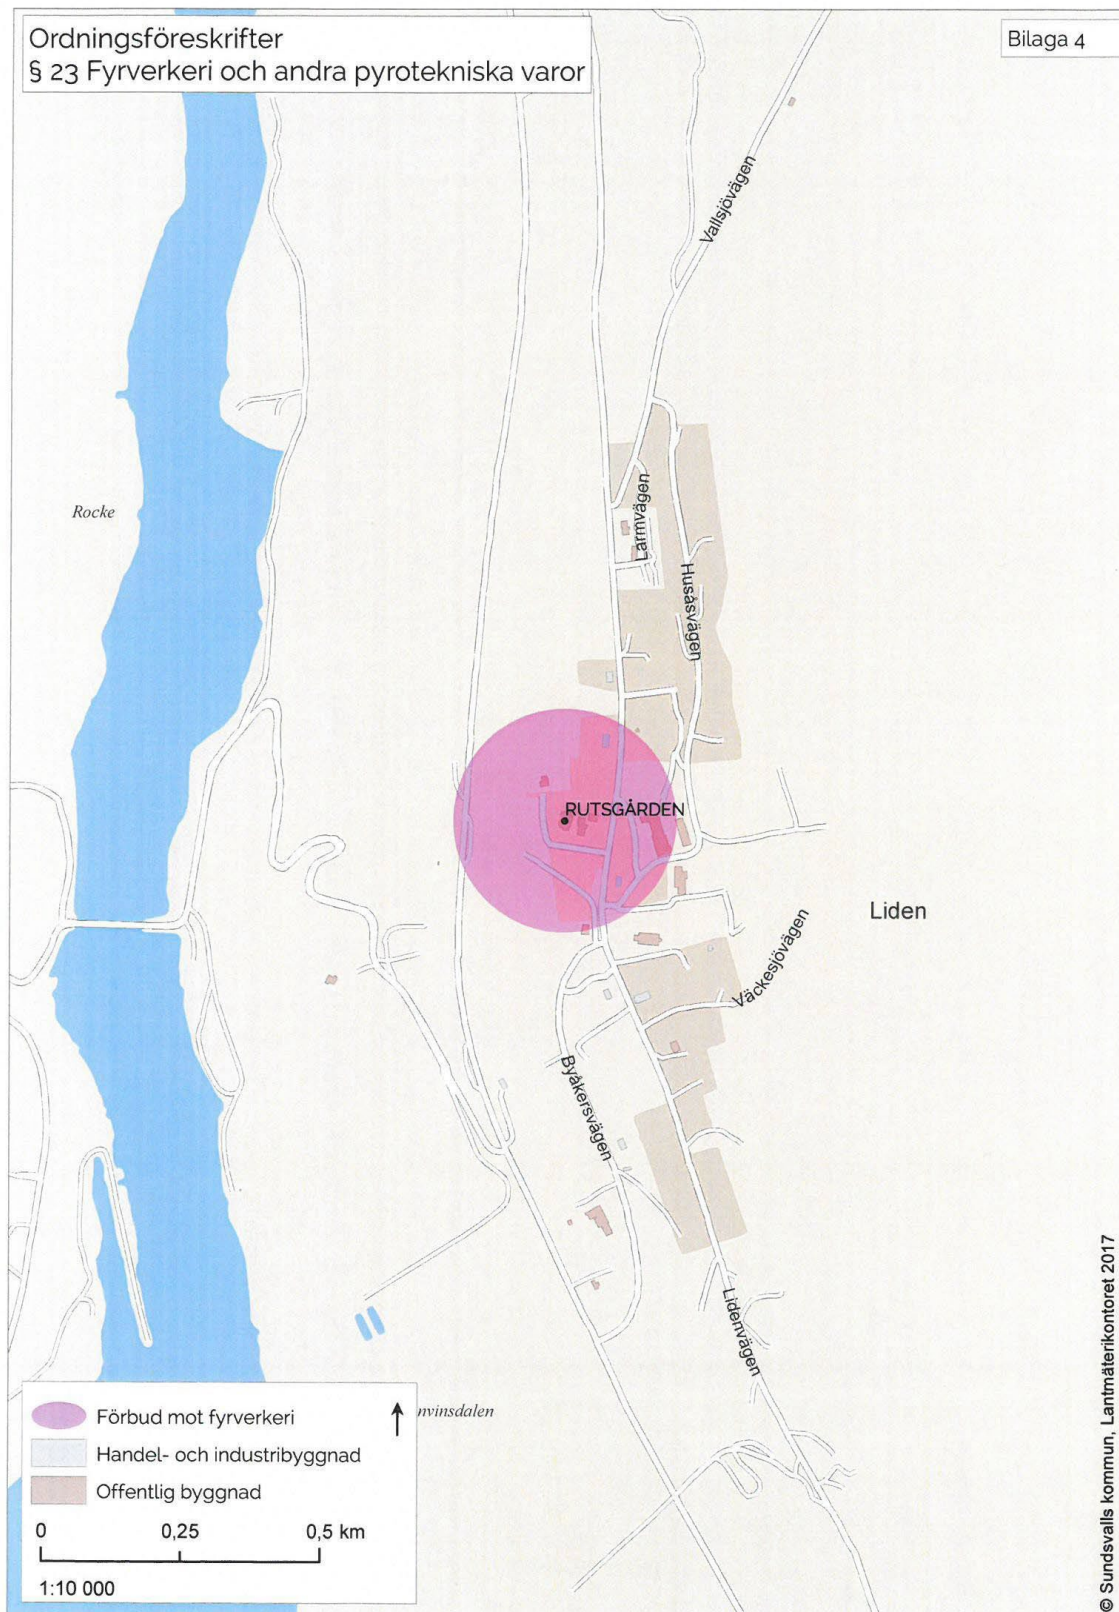 Ordningsföreskrifter
§ 23 Fyrverkeri och andra pyrotekniska varor
Bilaga 4
Vallsjövägen
Rocke
Larmvägen
Husåsvägen
RUTSGÅRDEN
Liden
Väckesjövägen
Byåkersvägen
Lidenvägen
nvinsdalen
Förbud mot fyrverkeri
Handel- och industribyggnad
Offentlig byggnad
0 0,25 0,5 km
1:10 000
© Sundsvalls kommun, Lantmäterikontoret 2017